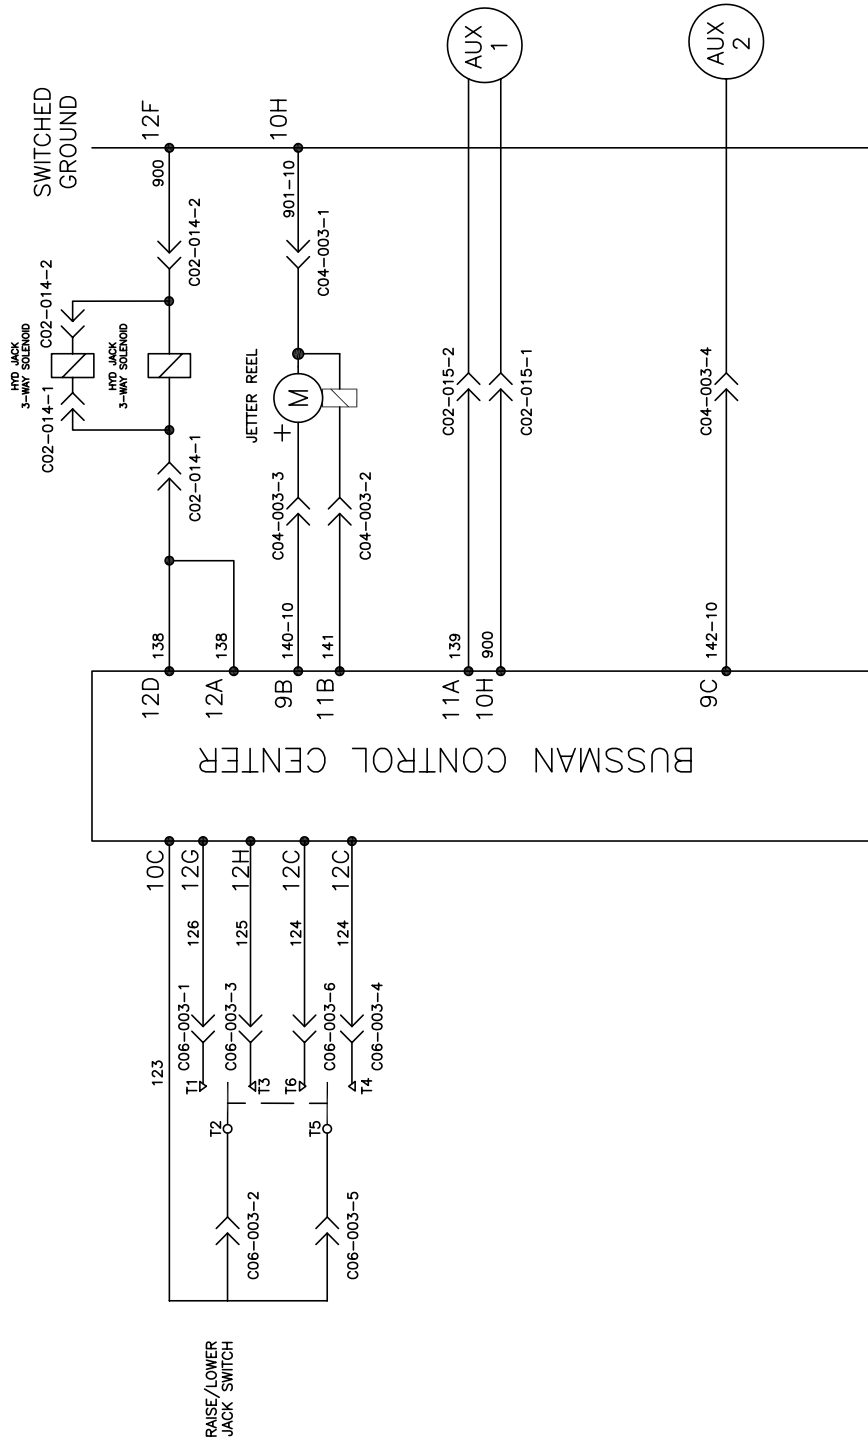 SWITCHED
GROUND
12F
10H
AUX
1
AUX
2
900
901-10
C02-014-2
C04-003-1
C02-014-2
HYD JACK
3-WAY SOLENOID
C02-014-1
HYD JACK
3-WAY SOLENOID
C02-014-1
JETTER REEL
M
+
C04-003-3
C04-003-2
C02-015-2
C02-015-1
C04-003-4
138
138
140-10
141
139
900
142-10
12D
12A
9B
11B
11A
10H
9C
BUSSMAN CONTROL CENTER
10C
12G
12H
12C
12C
123
126
125
124
124
C06-003-1
C06-003-3
C06-003-6
C06-003-4
T1
T3
T6
T4
T2
T5
C06-003-2
C06-003-5
RAISE/LOWER
JACK SWITCH